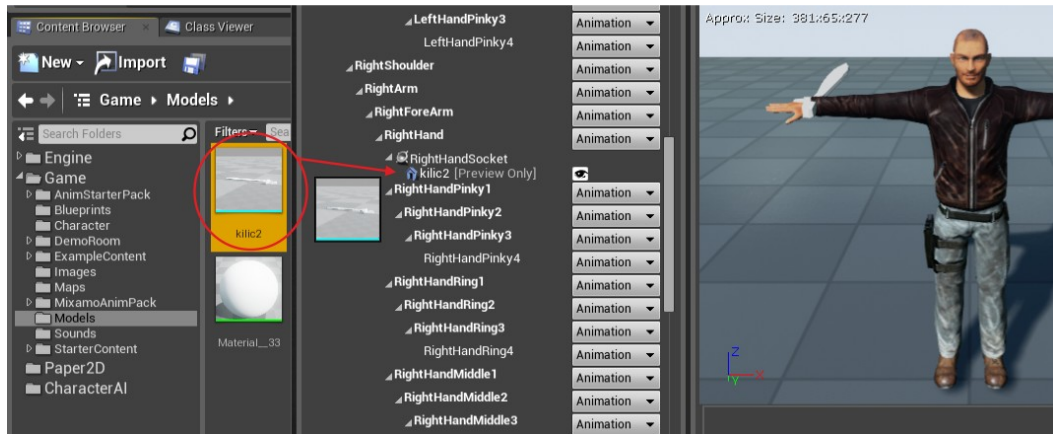 Content Browser
Class Viewer
New
Import
Game
Models
Search Folders
Filters
Sea
Engine
Game
AnimStarterPack
Blueprints
Character
DemoRoom
ExampleContent
Images
Maps
MixamoAnimPack
Models
Sounds
StarterContent
Paper2D
CharacterAI
kilic2
Material__33
LeftHandPinky3 Animation
LeftHandPinky4 Animation
RightShoulder Animation
RightArm Animation
RightForeArm Animation
RightHand Animation
RightHandSocket
kilic2 [Preview Only]
RightHandPinky1 Animation
RightHandPinky2 Animation
RightHandPinky3 Animation
RightHandPinky4 Animation
RightHandRing1 Animation
RightHandRing2 Animation
RightHandRing3 Animation
RightHandRing4 Animation
RightHandMiddle1 Animation
RightHandMiddle2 Animation
RightHandMiddle3 Animation
Approx Size: 381x65x277
Z
X
Y